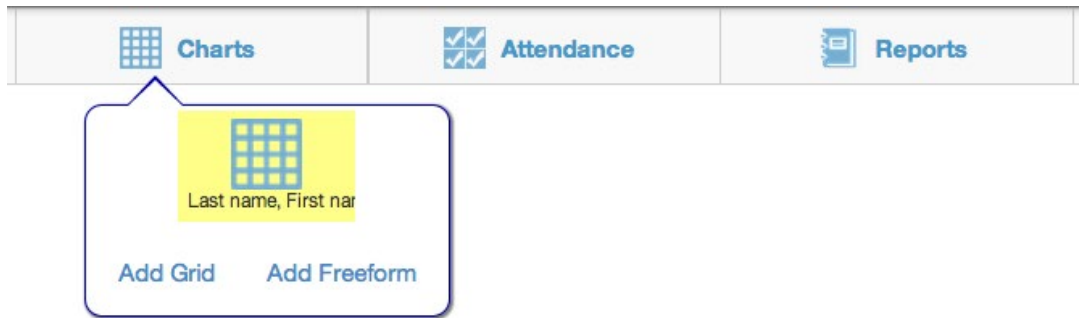 Charts Attendance Reports
Last name, First nar
Add Grid Add Freeform